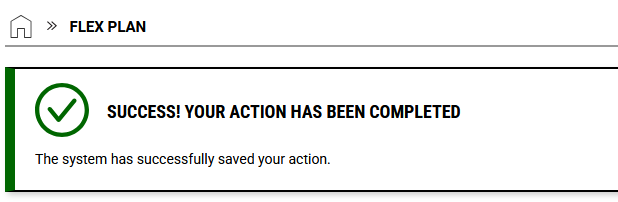 FLEX PLAN
SUCCESS! YOUR ACTION HAS BEEN COMPLETED
The system has successfully saved your action.